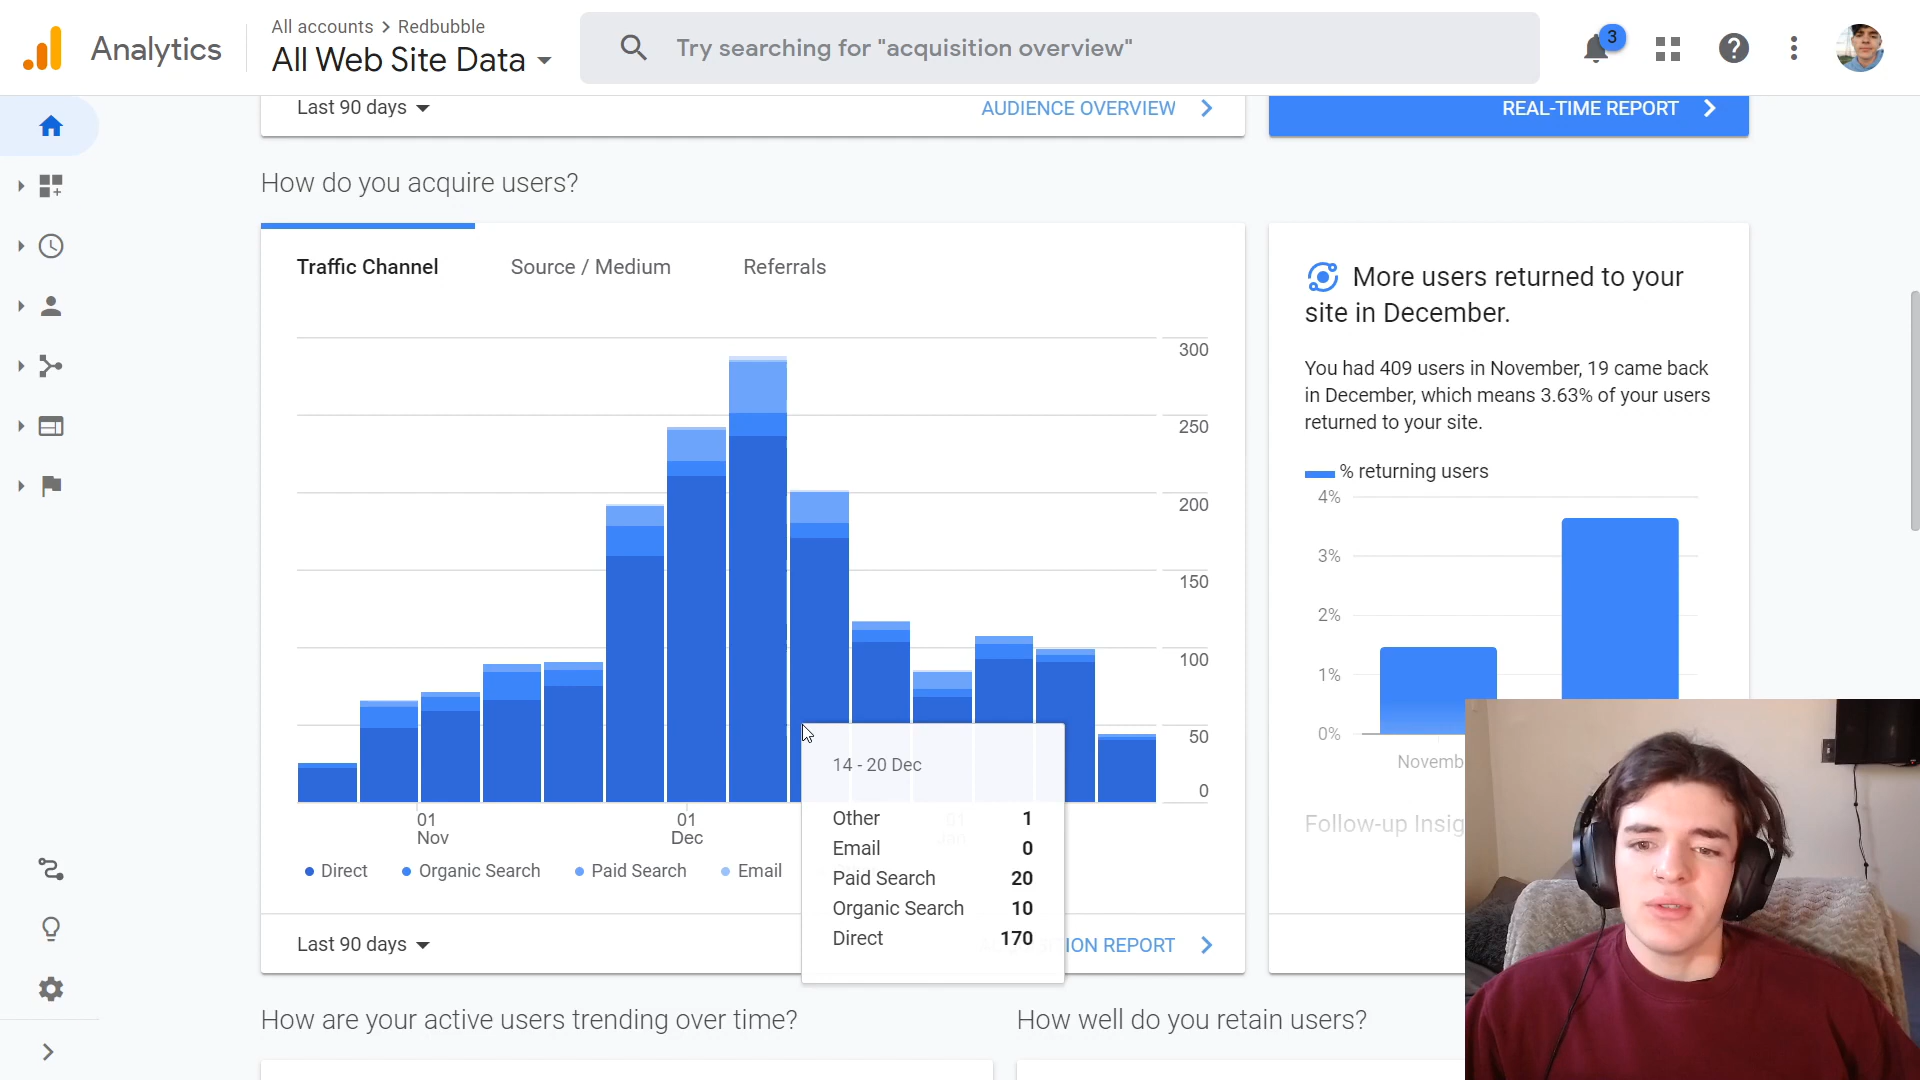 Analytics
All accounts > Redbubble
All Web Site Data
Try searching for "acquisition overview"
3
Last 90 days
AUDIENCE OVERVIEW
REAL-TIME REPORT
How do you acquire users?
Traffic Channel
Source / Medium
Referrals
300
250
200
150
100
50
0
01
Nov
01
Dec
01
Jan
Direct
Organic Search
Paid Search
Email
14 - 20 Dec
Other 1
Email 0
Paid Search 20
Organic Search 10
Direct 170
Last 90 days
ION REPORT
More users returned to your
site in December.
You had 409 users in November, 19 came back
in December, which means 3.63% of your users
returned to your site.
% returning users
4%
3%
2%
1%
0%
Novemb
Follow-up Insig
How are your active users trending over time?
How well do you retain users?